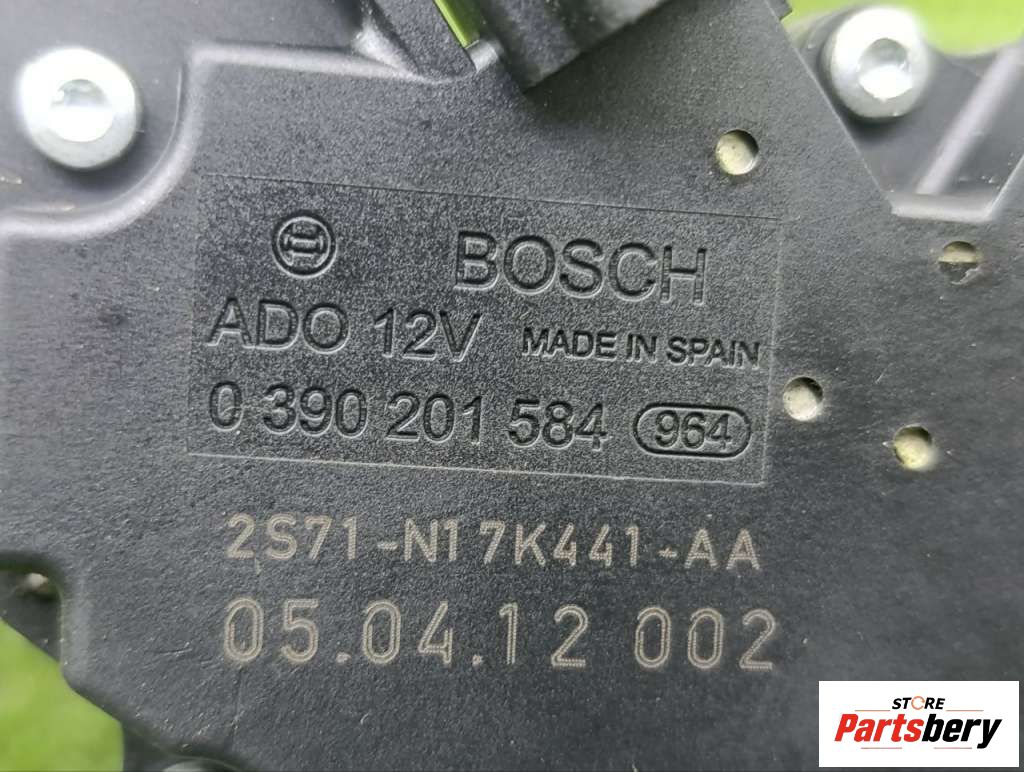 BOSCH
ADO 12V MADE IN SPAIN
0 390 201 584 964
2S71-N17K441-AA
05.04.12 002
STORE
Partsbery